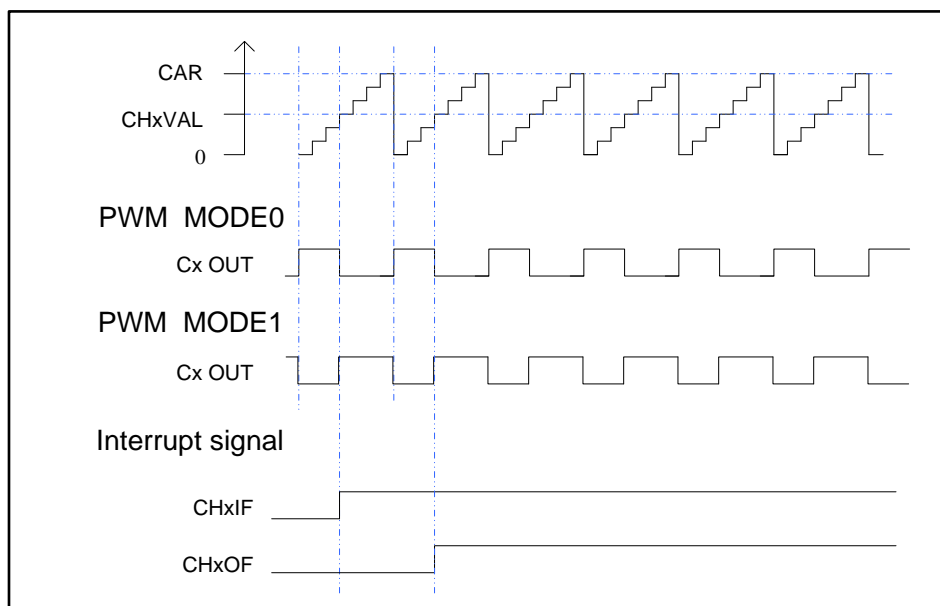 CAR
CHxVAL
0
PWM MODE0
Cx OUT
PWM MODE1
Cx OUT
Interrupt signal
CHxIF
CHxOF